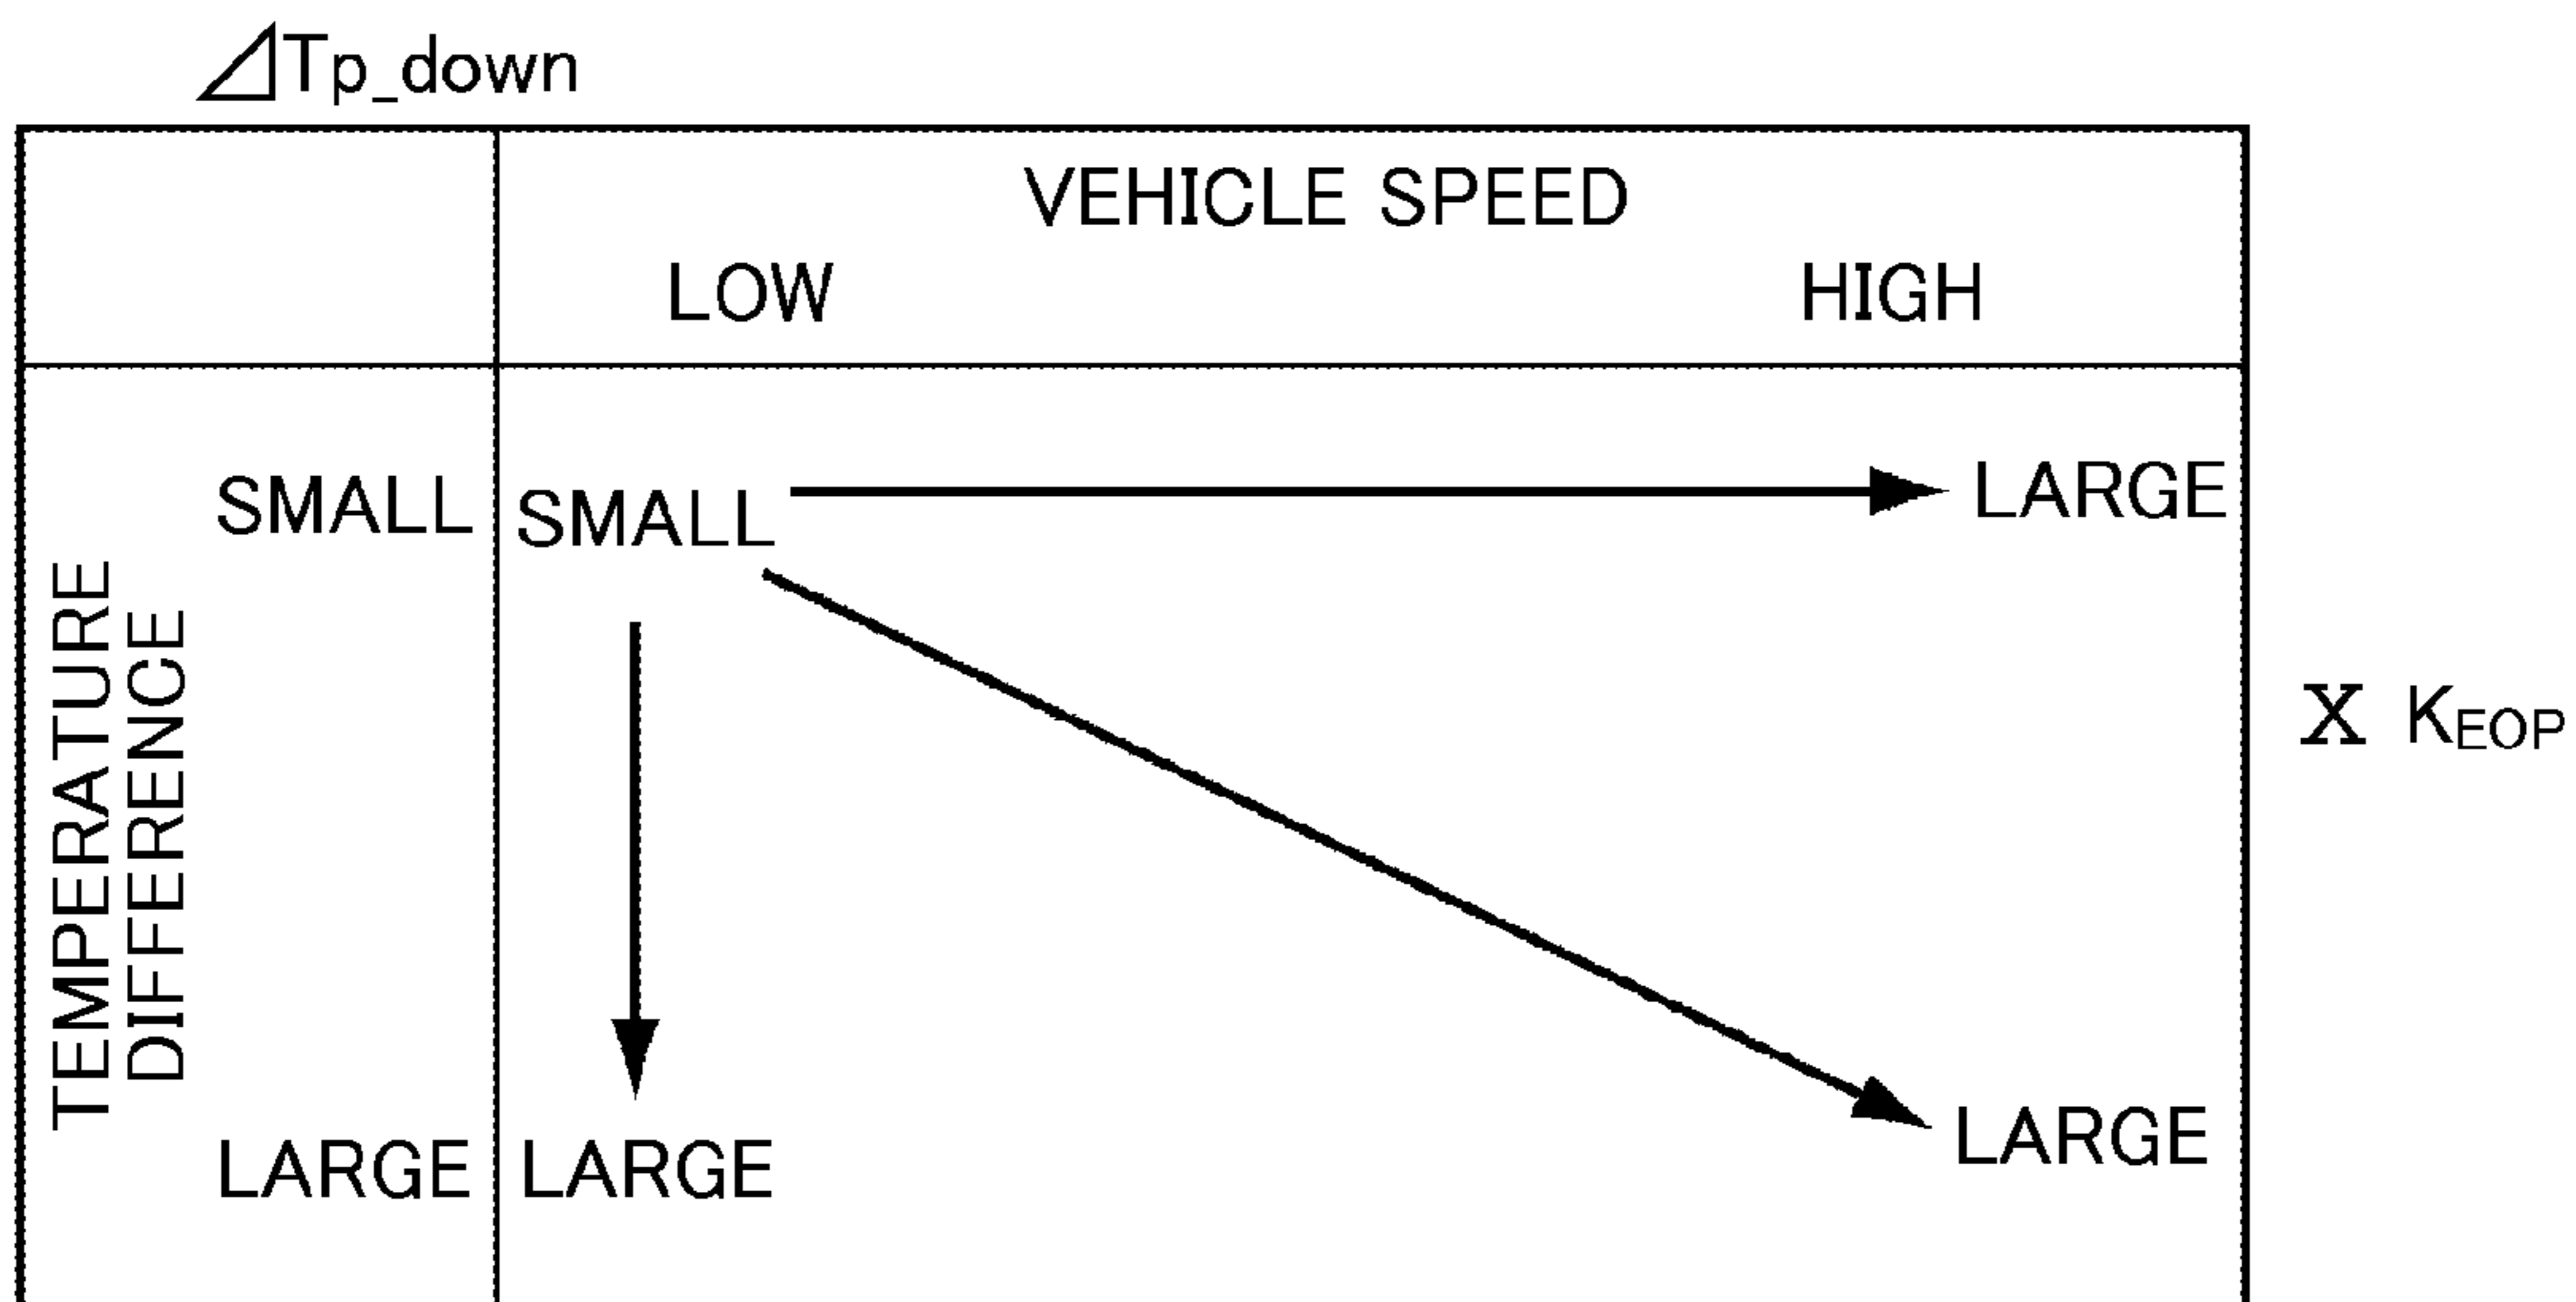 ⊿Tp_down
VEHICLE SPEED
LOW HIGH
TEMPERATURE
DIFFERENCE
SMALL SMALL LARGE
LARGE LARGE LARGE
X KEOP